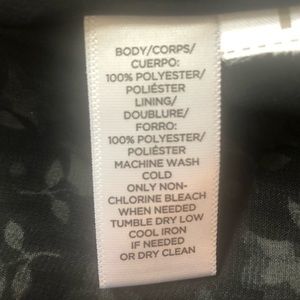 BODY/CORPS/
CUERPO:
100% POLYESTER/
POLIÉSTER
LINING/
DOUBLURE/
FORRO:
100% POLYESTER/
POLIÉSTER
MACHINE WASH
COLD
ONLY NON-
CHLORINE BLEACH
WHEN NEEDED
TUMBLE DRY LOW
COOL IRON
IF NEEDED
OR DRY CLEAN